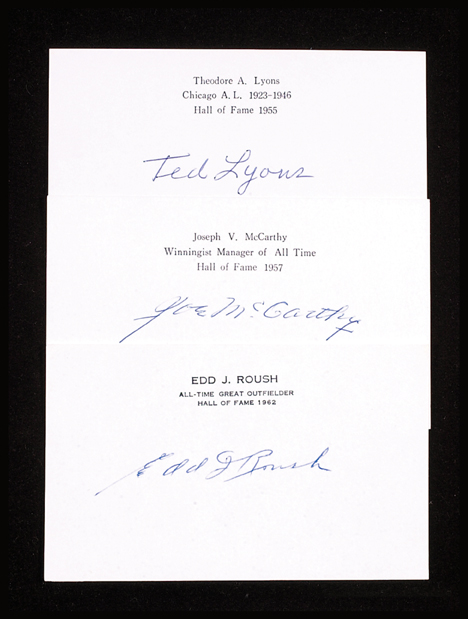 Theodore A. Lyons
Chicago A. L. 1923-1946
Hall of Fame 1955
Ted Lyons
Joseph V. McCarthy
Winningist Manager of All Time
Hall of Fame 1957
Joe McCarthy
EDD J. ROUSH
ALL-TIME GREAT OUTFIELDER
HALL OF FAME 1962
Edd J Roush